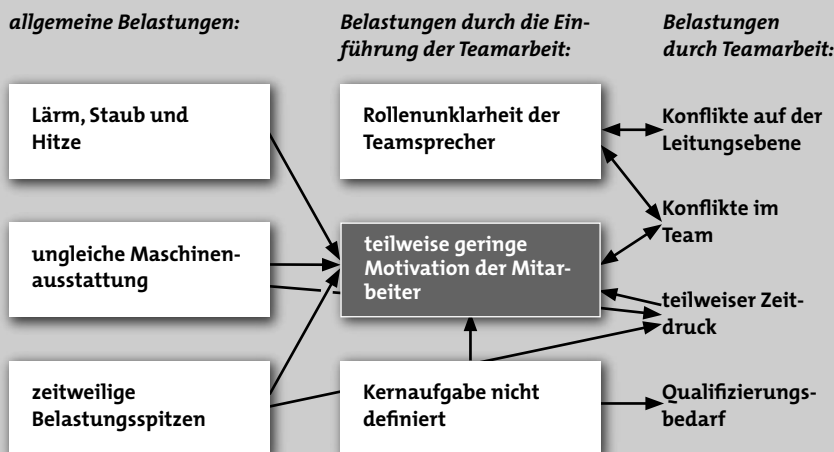 allgemeine Belastungen:
Belastungen durch die Ein-
führung der Teamarbeit:
Belastungen
durch Teamarbeit:
Lärm, Staub und
Hitze
Rollenunklarheit der
Teamsprecher
Konflikte auf der
Leitungsebene
Konflikte im
Team
ungleiche Maschinen-
ausstattung
teilweise geringe
Motivation der Mitar-
beiter
teilweiser Zeit-
druck
zeitweilige
Belastungsspitzen
Kernaufgabe nicht
definiert
Qualifizierungs-
bedarf